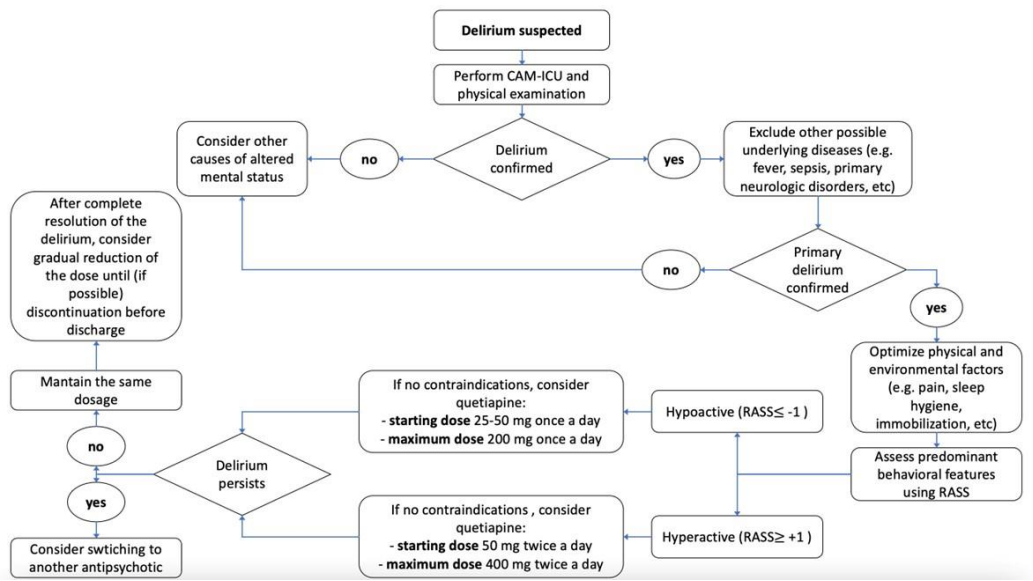 Delirium suspected
Perform CAM-ICU and
physical examination
Delirium
confirmed
no
Consider other
causes of altered
mental status
yes
Exclude other possible
underlying diseases (e.g.
fever, sepsis, primary
neurologic disorders, etc)
Primary
delirium
confirmed
no
yes
Optimize physical and
environmental factors
(e.g. pain, sleep
hygiene,
immobilization, etc)
Assess predominant
behavioral features
using RASS
Hypoactive (RASS≤ -1 )
If no contraindications, consider
quetiapine:
- starting dose 25-50 mg once a day
- maximum dose 200 mg once a day
Hyperactive (RASS≥ +1 )
If no contraindications , consider
quetiapine:
- starting dose 50 mg twice a day
- maximum dose 400 mg twice a day
Delirium
persists
no
Mantain the same
dosage
After complete
resolution of the
delirium, consider
gradual reduction of
the dose until (if
possible)
discontinuation before
discharge
yes
Consider swtiching to
another antipsychotic